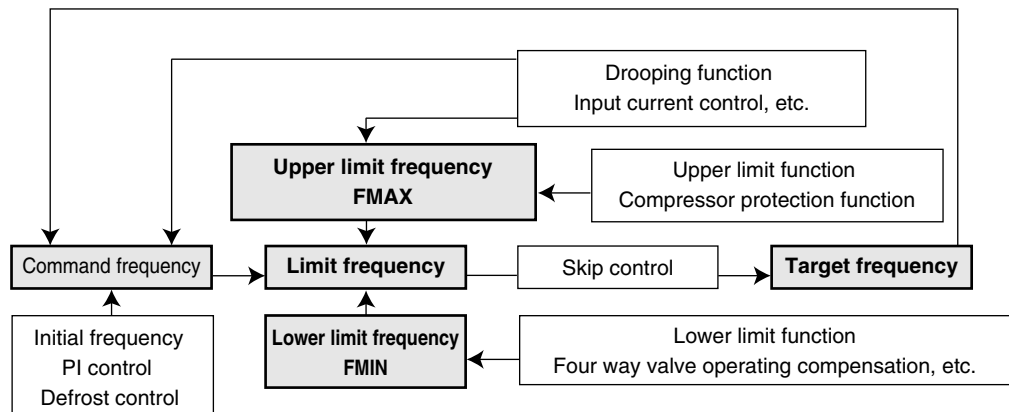 Drooping function
Input current control, etc.
Upper limit frequency
FMAX
Upper limit function
Compressor protection function
Command frequency
Limit frequency
Skip control
Target frequency
Initial frequency
PI control
Defrost control
Lower limit frequency
FMIN
Lower limit function
Four way valve operating compensation, etc.